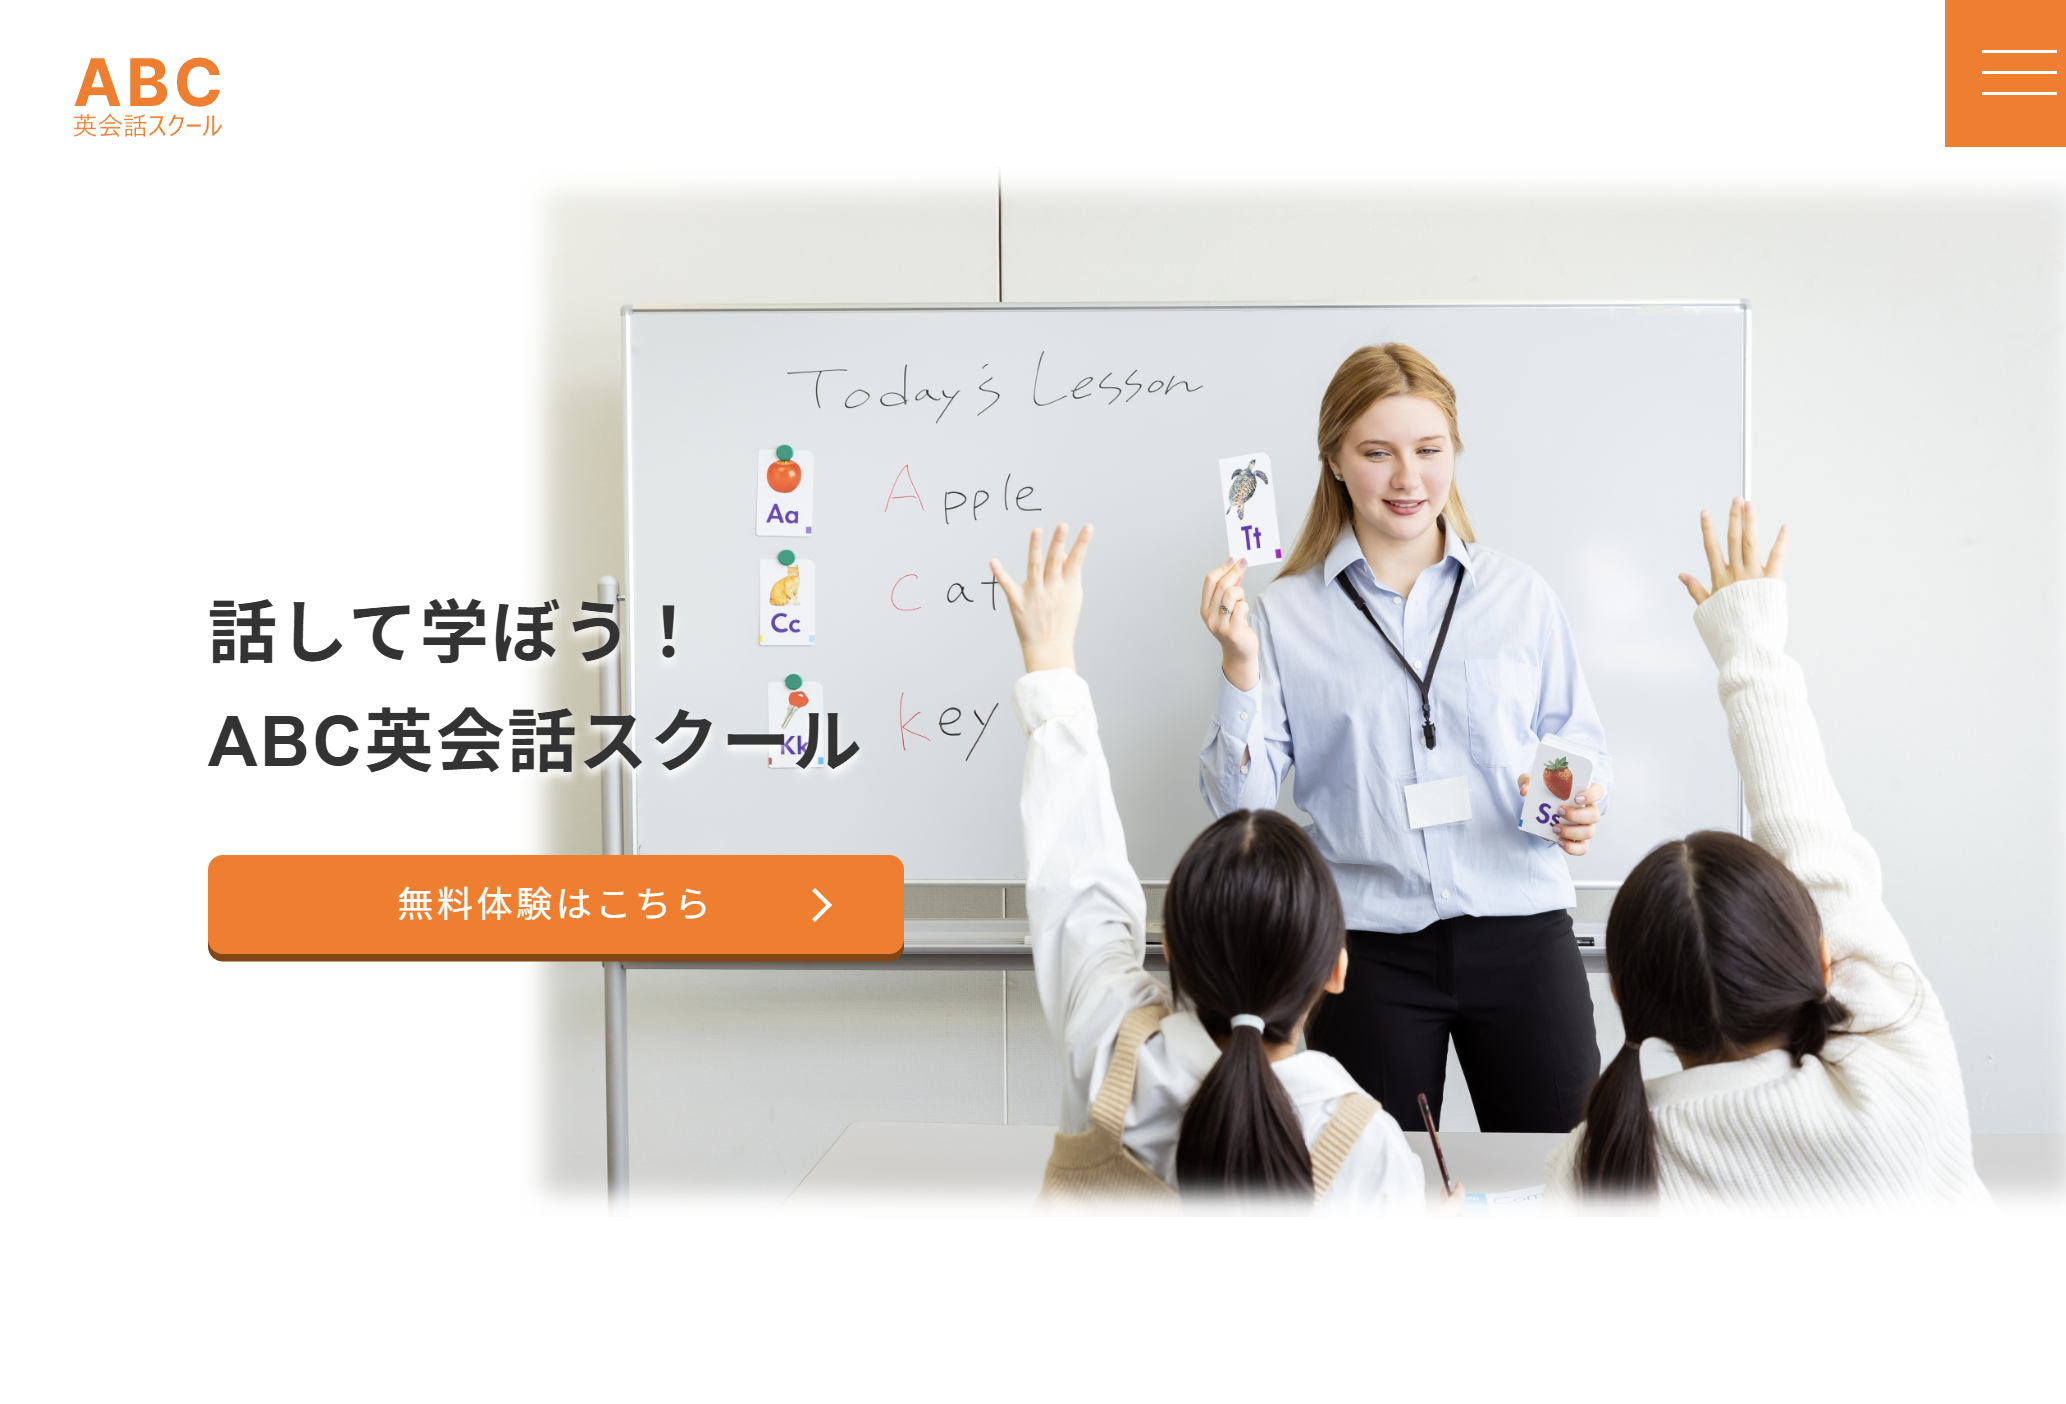 ABC
英会話スクール
Today's Lesson
Aa
Apple
Tt
Cc
Cat
話して学ぼう！
Kk
key
ABC英会話スクール
Ss
無料体験はこちら